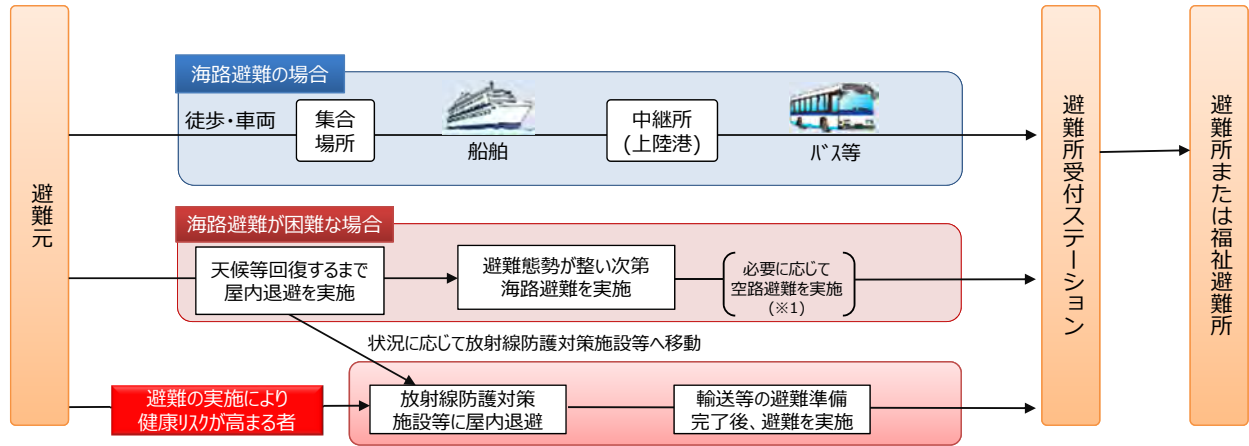 避難元
海路避難の場合
徒歩・車両
集合
場所
船舶
中継所
(上陸港)
バス等
海路避難が困難な場合
天候等回復するまで
屋内退避を実施
避難態勢が整い次第
海路避難を実施
必要に応じて
空路避難を実施
(※1)
状況に応じて放射線防護対策施設等へ移動
避難の実施により
健康リスクが高まる者
放射線防護対策
施設等に屋内退避
輸送等の避難準備
完了後、避難を実施
避難所受付ステーション
避難所または福祉避難所